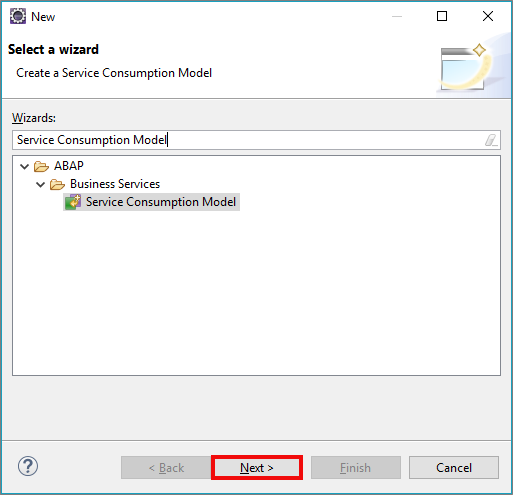 New
Select a wizard
Create a Service Consumption Model
Wizards:
Service Consumption Model
ABAP
Business Services
Service Consumption Model
? < Back Next > Finish Cancel